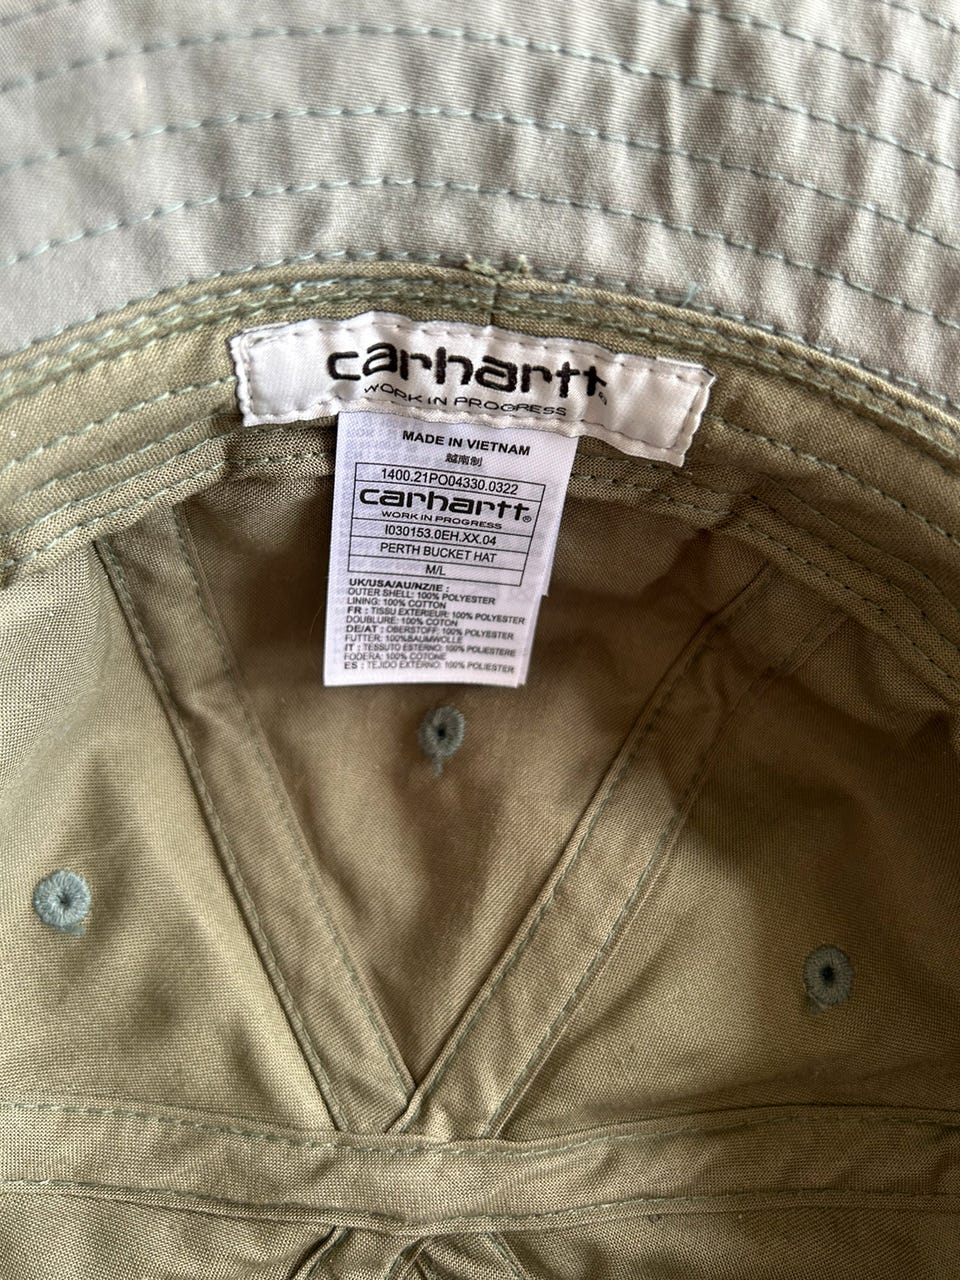 carhartt
WORK IN PROGRESS
MADE IN VIETNAM
越南制
1400.21PO04330.0322
carhartt®
WORK IN PROGRESS
I030153.0EH.XX.04
PERTH BUCKET HAT
M/L
UK/USA/AU/NZ/IE :
OUTER SHELL: 100% POLYESTER
LINING: 100% COTTON
FR : TISSU EXTERIEUR: 100% POLYESTER
DOUBLURE: 100% COTON
DE/AT : OBERSTOFF: 100% POLYESTER
FUTTER: 100%BAUMWOLLE
IT : TESSUTO ESTERNO: 100% POLIESTERE
FODERA: 100% COTONE
ES : TEJIDO EXTERNO: 100% POLIESTER